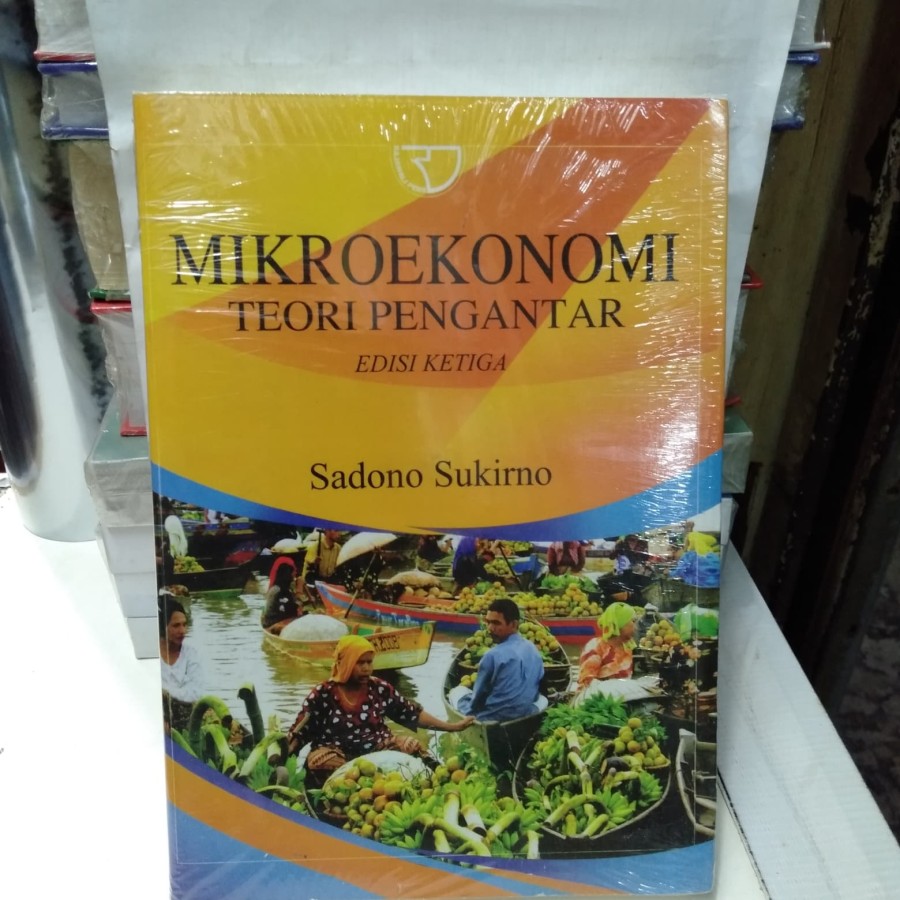 MIKROEKONOMI
TEORI PENGANTAR
EDISI KETIGA
Sadono Sukirno